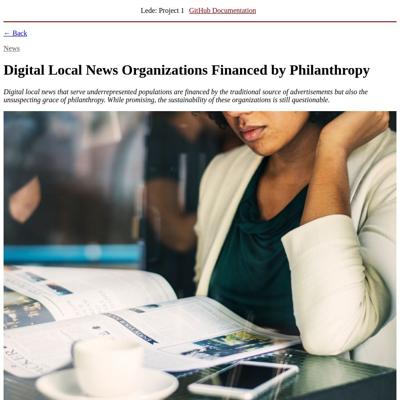 Lede: Project 1 GitHub Documentation
← Back
News
Digital Local News Organizations Financed by Philanthropy
Digital local news that serve underrepresented populations are financed by the traditional source of advertisements but also the
unsuspecting grace of philanthropy. While promising, the sustainability of these organizations is still questionable.